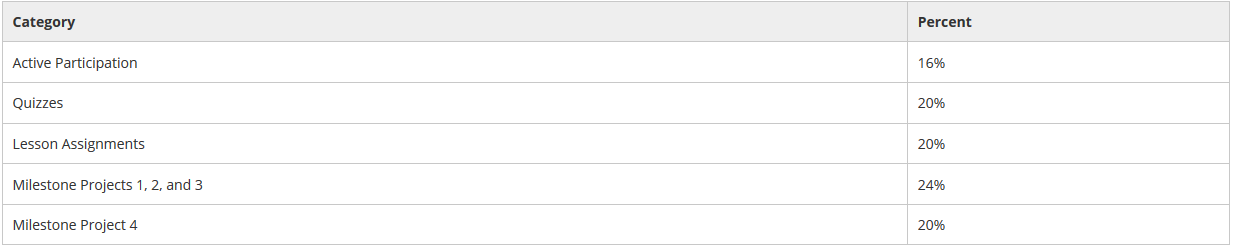 Category Percent
Active Participation 16%
Quizzes 20%
Lesson Assignments 20%
Milestone Projects 1, 2, and 3 24%
Milestone Project 4 20%